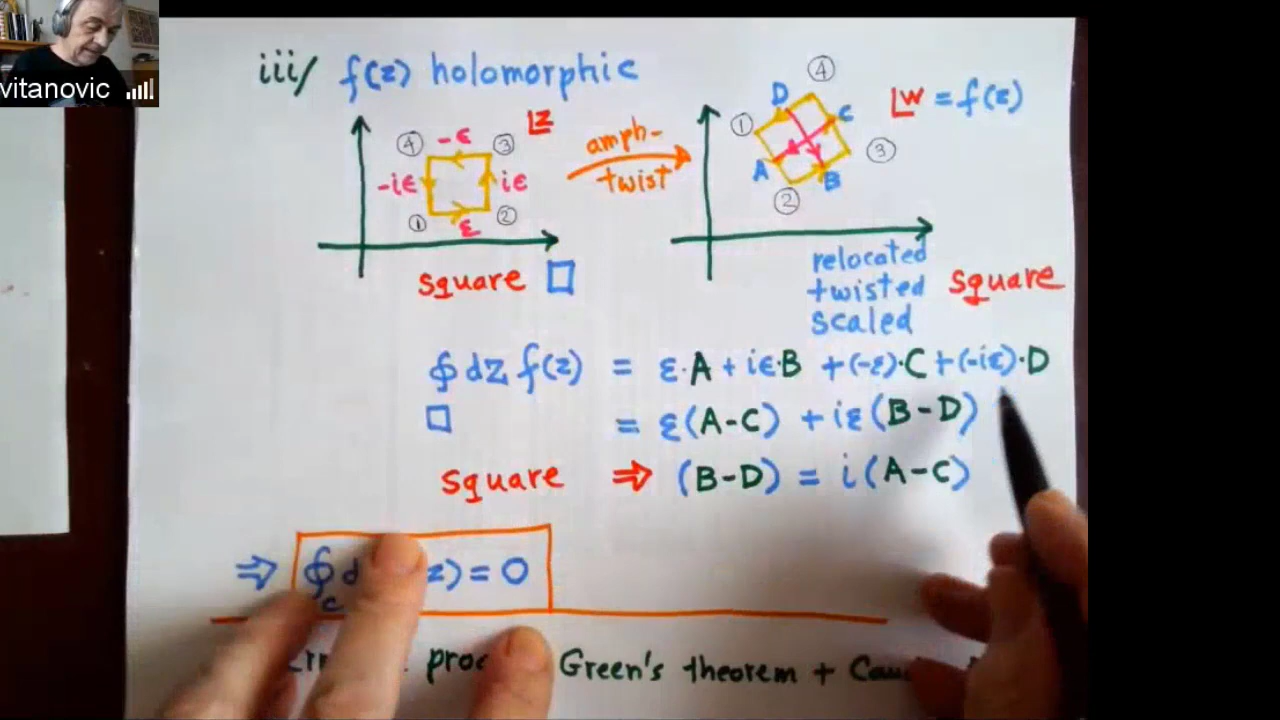 vitanovic
iii/ f(z) holomorphic
④ -ε ③ z
-iε iε
① ε ②
square □
amph-
twist
④
D C
① ③
A B
②
w = f(z)
relocated
twisted
scaled
square
∮ dz f(z) = ε·A + iε·B + (-ε)·C + (-iε)·D
□ = ε(A-C) + iε(B-D)
square ⇒ (B-D) = i(A-C)
⇒ ∮ d z) = 0
c
Green's theorem +